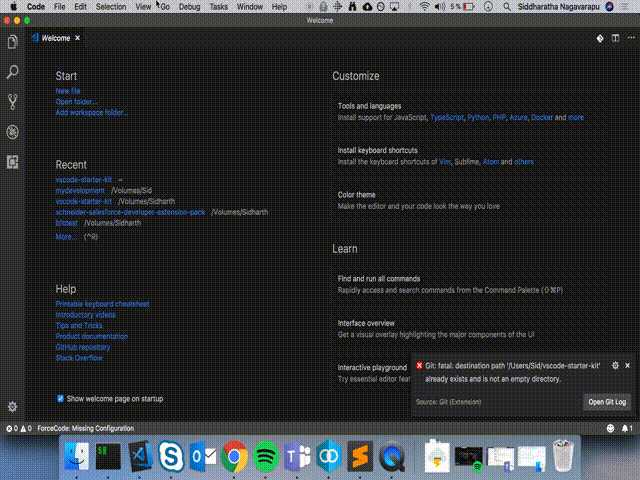 Code File Edit Selection View Go Debug Tasks Window Help 5% Siddharatha Nagavarapu
Welcome
Welcome
Start
New file
Open folder...
Add workspace folder...
Recent
vscode-starter-kit ~
mydevelopment /Volumes/Sid
vscode-starter-kit /Volumes/Sidharth
schneider-salesforce-developer-extension-pack /Volumes/Sidharth
/Volumes/Sidharth
More... (^R)
Help
Printable keyboard cheatsheet
Introductory videos
Tips and Tricks
Product documentation
GitHub repository
Stack Overflow
Show welcome page on startup
Customize
Tools and languages
Install support for JavaScript, TypeScript, Python, PHP, Azure, Docker and more
Install keyboard shortcuts
Install the keyboard shortcuts of Vim, Sublime, Atom and others
Color theme
Make the editor and your code look the way you love
Learn
Find and run all commands
Rapidly access and search commands from the Command Palette (⇧⌘P)
Interface overview
Get a visual overlay highlighting the major components of the UI
Interactive playground
Try essential editor feat
Git: fatal: destination path '/Users/Sid/vscode-starter-kit'
already exists and is not an empty directory.
Source: Git (Extension)
Open Git Log
0 0 ForceCode: Missing Configuration 1